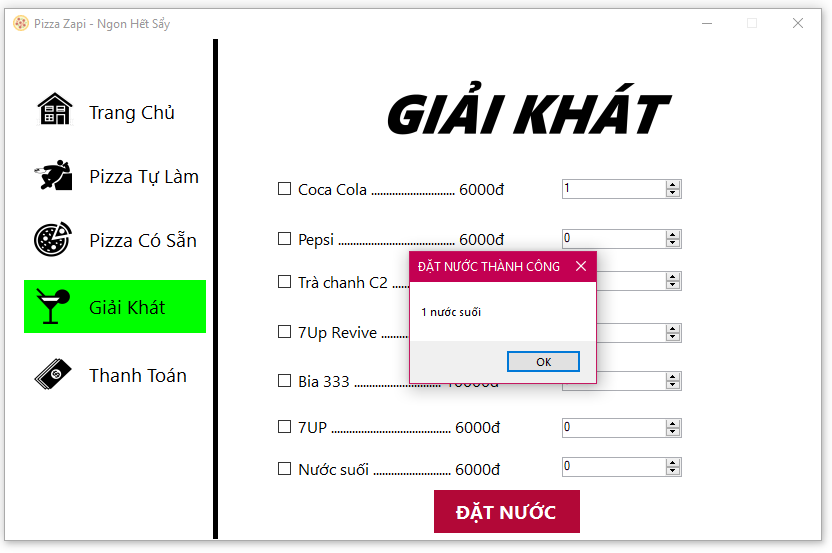 Pizza Zapi - Ngon Hết Sẩy
Trang Chủ
Pizza Tự Làm
Pizza Có Sẵn
Giải Khát
Thanh Toán
GIẢI KHÁT
Coca Cola ............................ 6000đ 1
Pepsi ....................................... 6000đ 0
Trà chanh C2
7Up Revive
Bia 333 ............................. 10000đ
7UP ........................................ 6000đ 0
Nước suối .......................... 6000đ 0
ĐẶT NƯỚC
ĐẶT NƯỚC THÀNH CÔNG
1 nước suối
OK